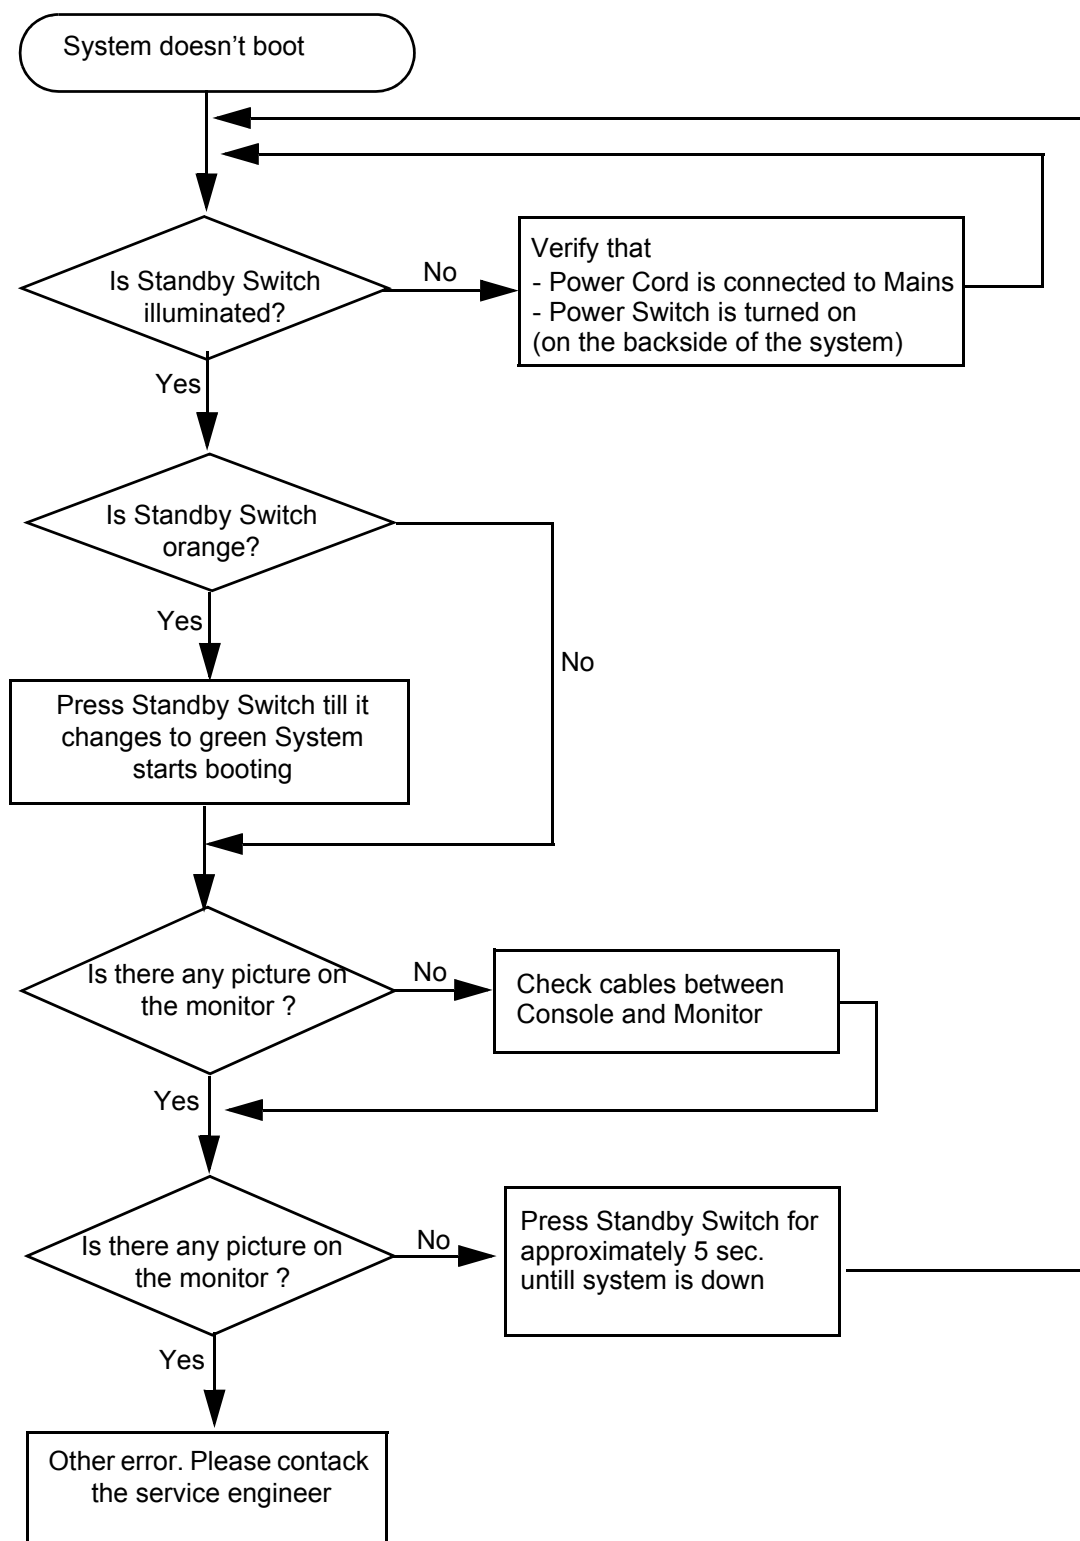 System doesn't boot
Is Standby Switch
illuminated?
No
Verify that
- Power Cord is connected to Mains
- Power Switch is turned on
(on the backside of the system)
Yes
Is Standby Switch
orange?
Yes
No
Press Standby Switch till it
changes to green System
starts booting
Is there any picture on
the monitor ?
No
Check cables between
Console and Monitor
Yes
Is there any picture on
the monitor ?
No
Press Standby Switch for
approximately 5 sec.
untill system is down
Yes
Other error. Please contack
the service engineer